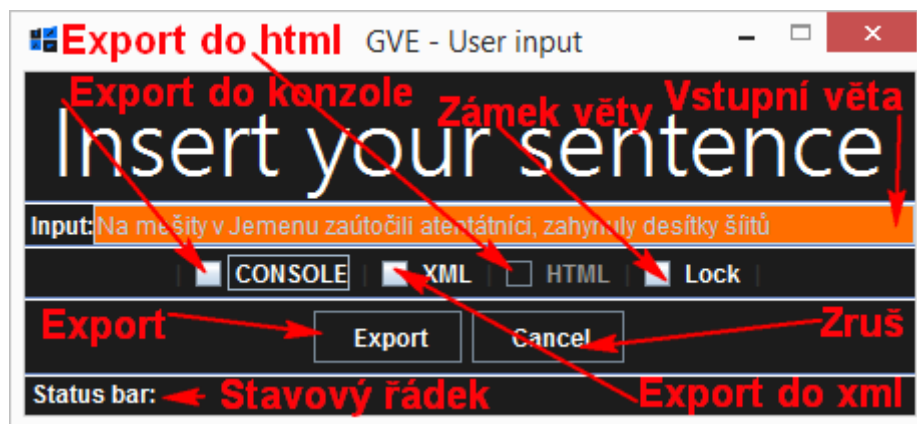 Export do html GVE - User input
Export do konzole
Zámek věty
Vstupní věta
Insert your sentence
Input: Na mešity v Jemenu zaútočili atentátníci, zahynuly desítky šíitů
CONSOLE XML HTML Lock
Export
Export Cancel
Zruš
Status bar:
Stavový řádek
Export do xml